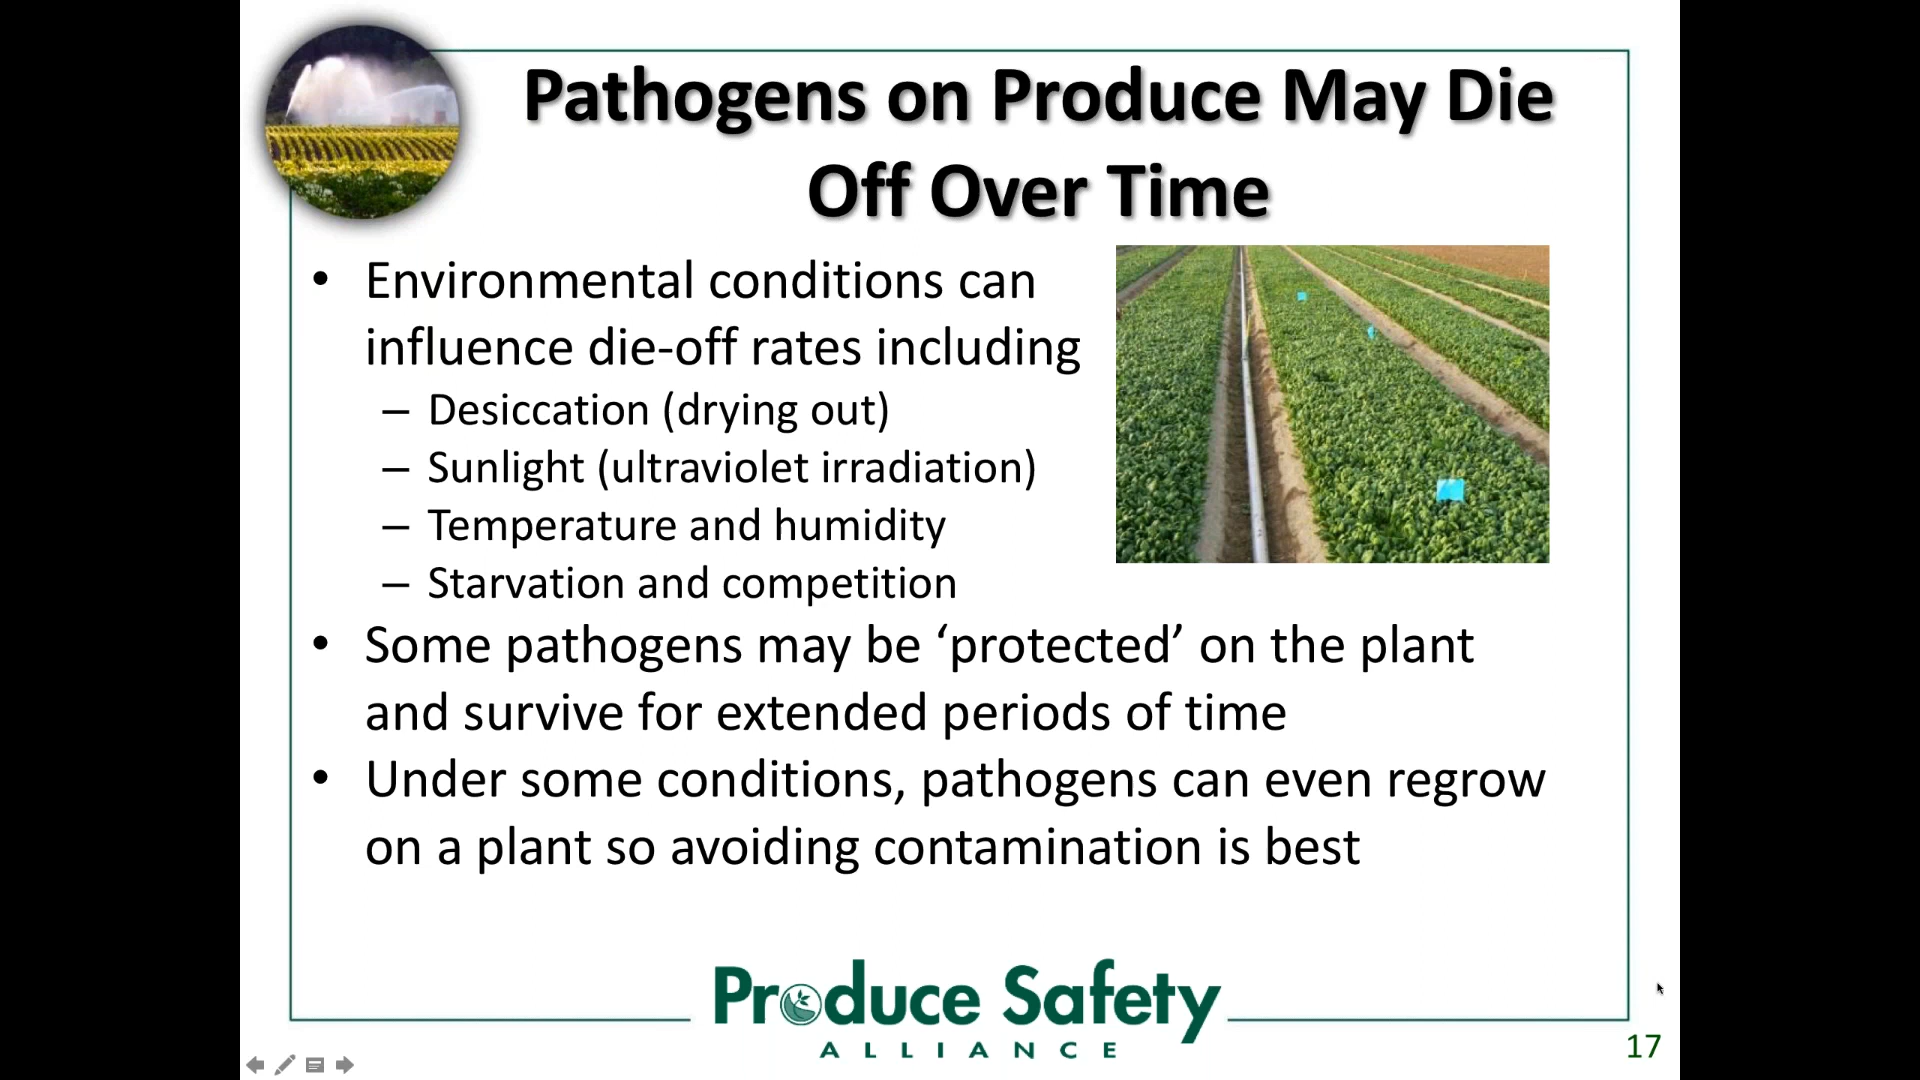 Pathogens on Produce May Die
Off Over Time
• Environmental conditions can
influence die-off rates including
– Desiccation (drying out)
– Sunlight (ultraviolet irradiation)
– Temperature and humidity
– Starvation and competition
• Some pathogens may be ‘protected’ on the plant
and survive for extended periods of time
• Under some conditions, pathogens can even regrow
on a plant so avoiding contamination is best
Produce Safety
ALLIANCE
17